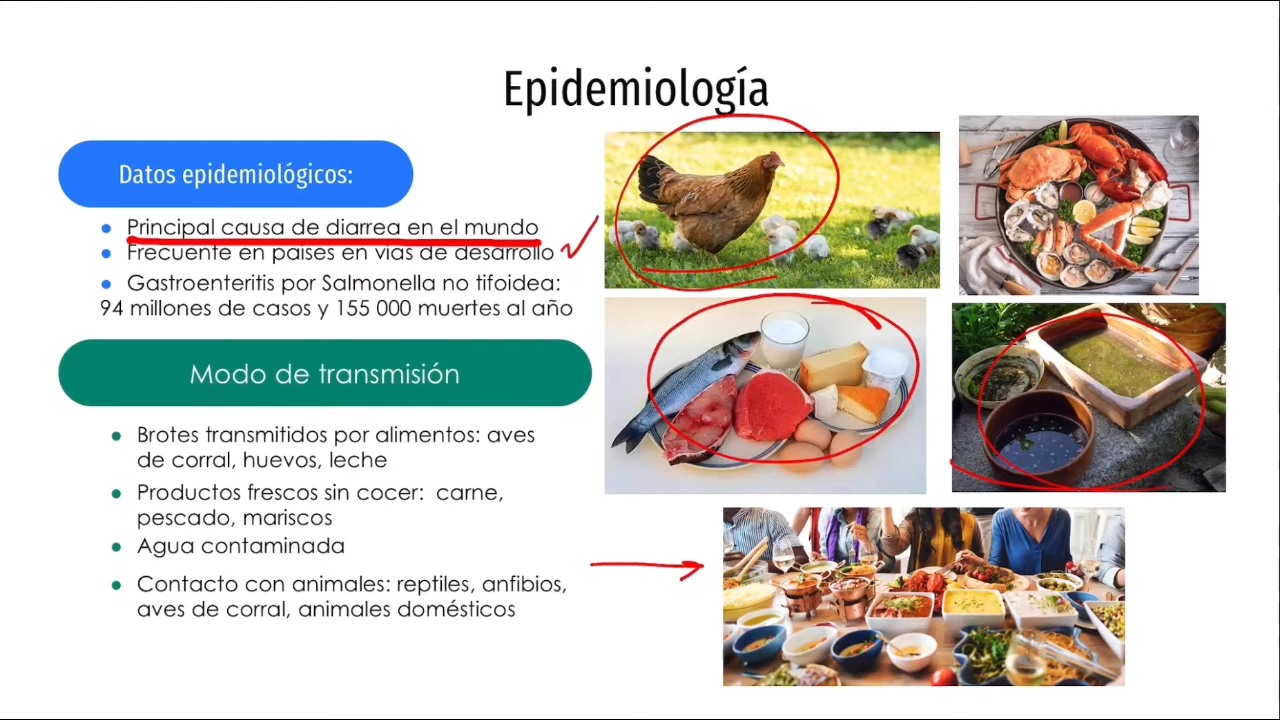 Epidemiología
Datos epidemiológicos:
Principal causa de diarrea en el mundo
Frecuente en países en vías de desarrollo
Gastroenteritis por Salmonella no tifoidea:
94 millones de casos y 155 000 muertes al año
Modo de transmisión
Brotes transmitidos por alimentos: aves
de corral, huevos, leche
Productos frescos sin cocer: carne,
pescado, mariscos
Agua contaminada
Contacto con animales: reptiles, anfibios,
aves de corral, animales domésticos